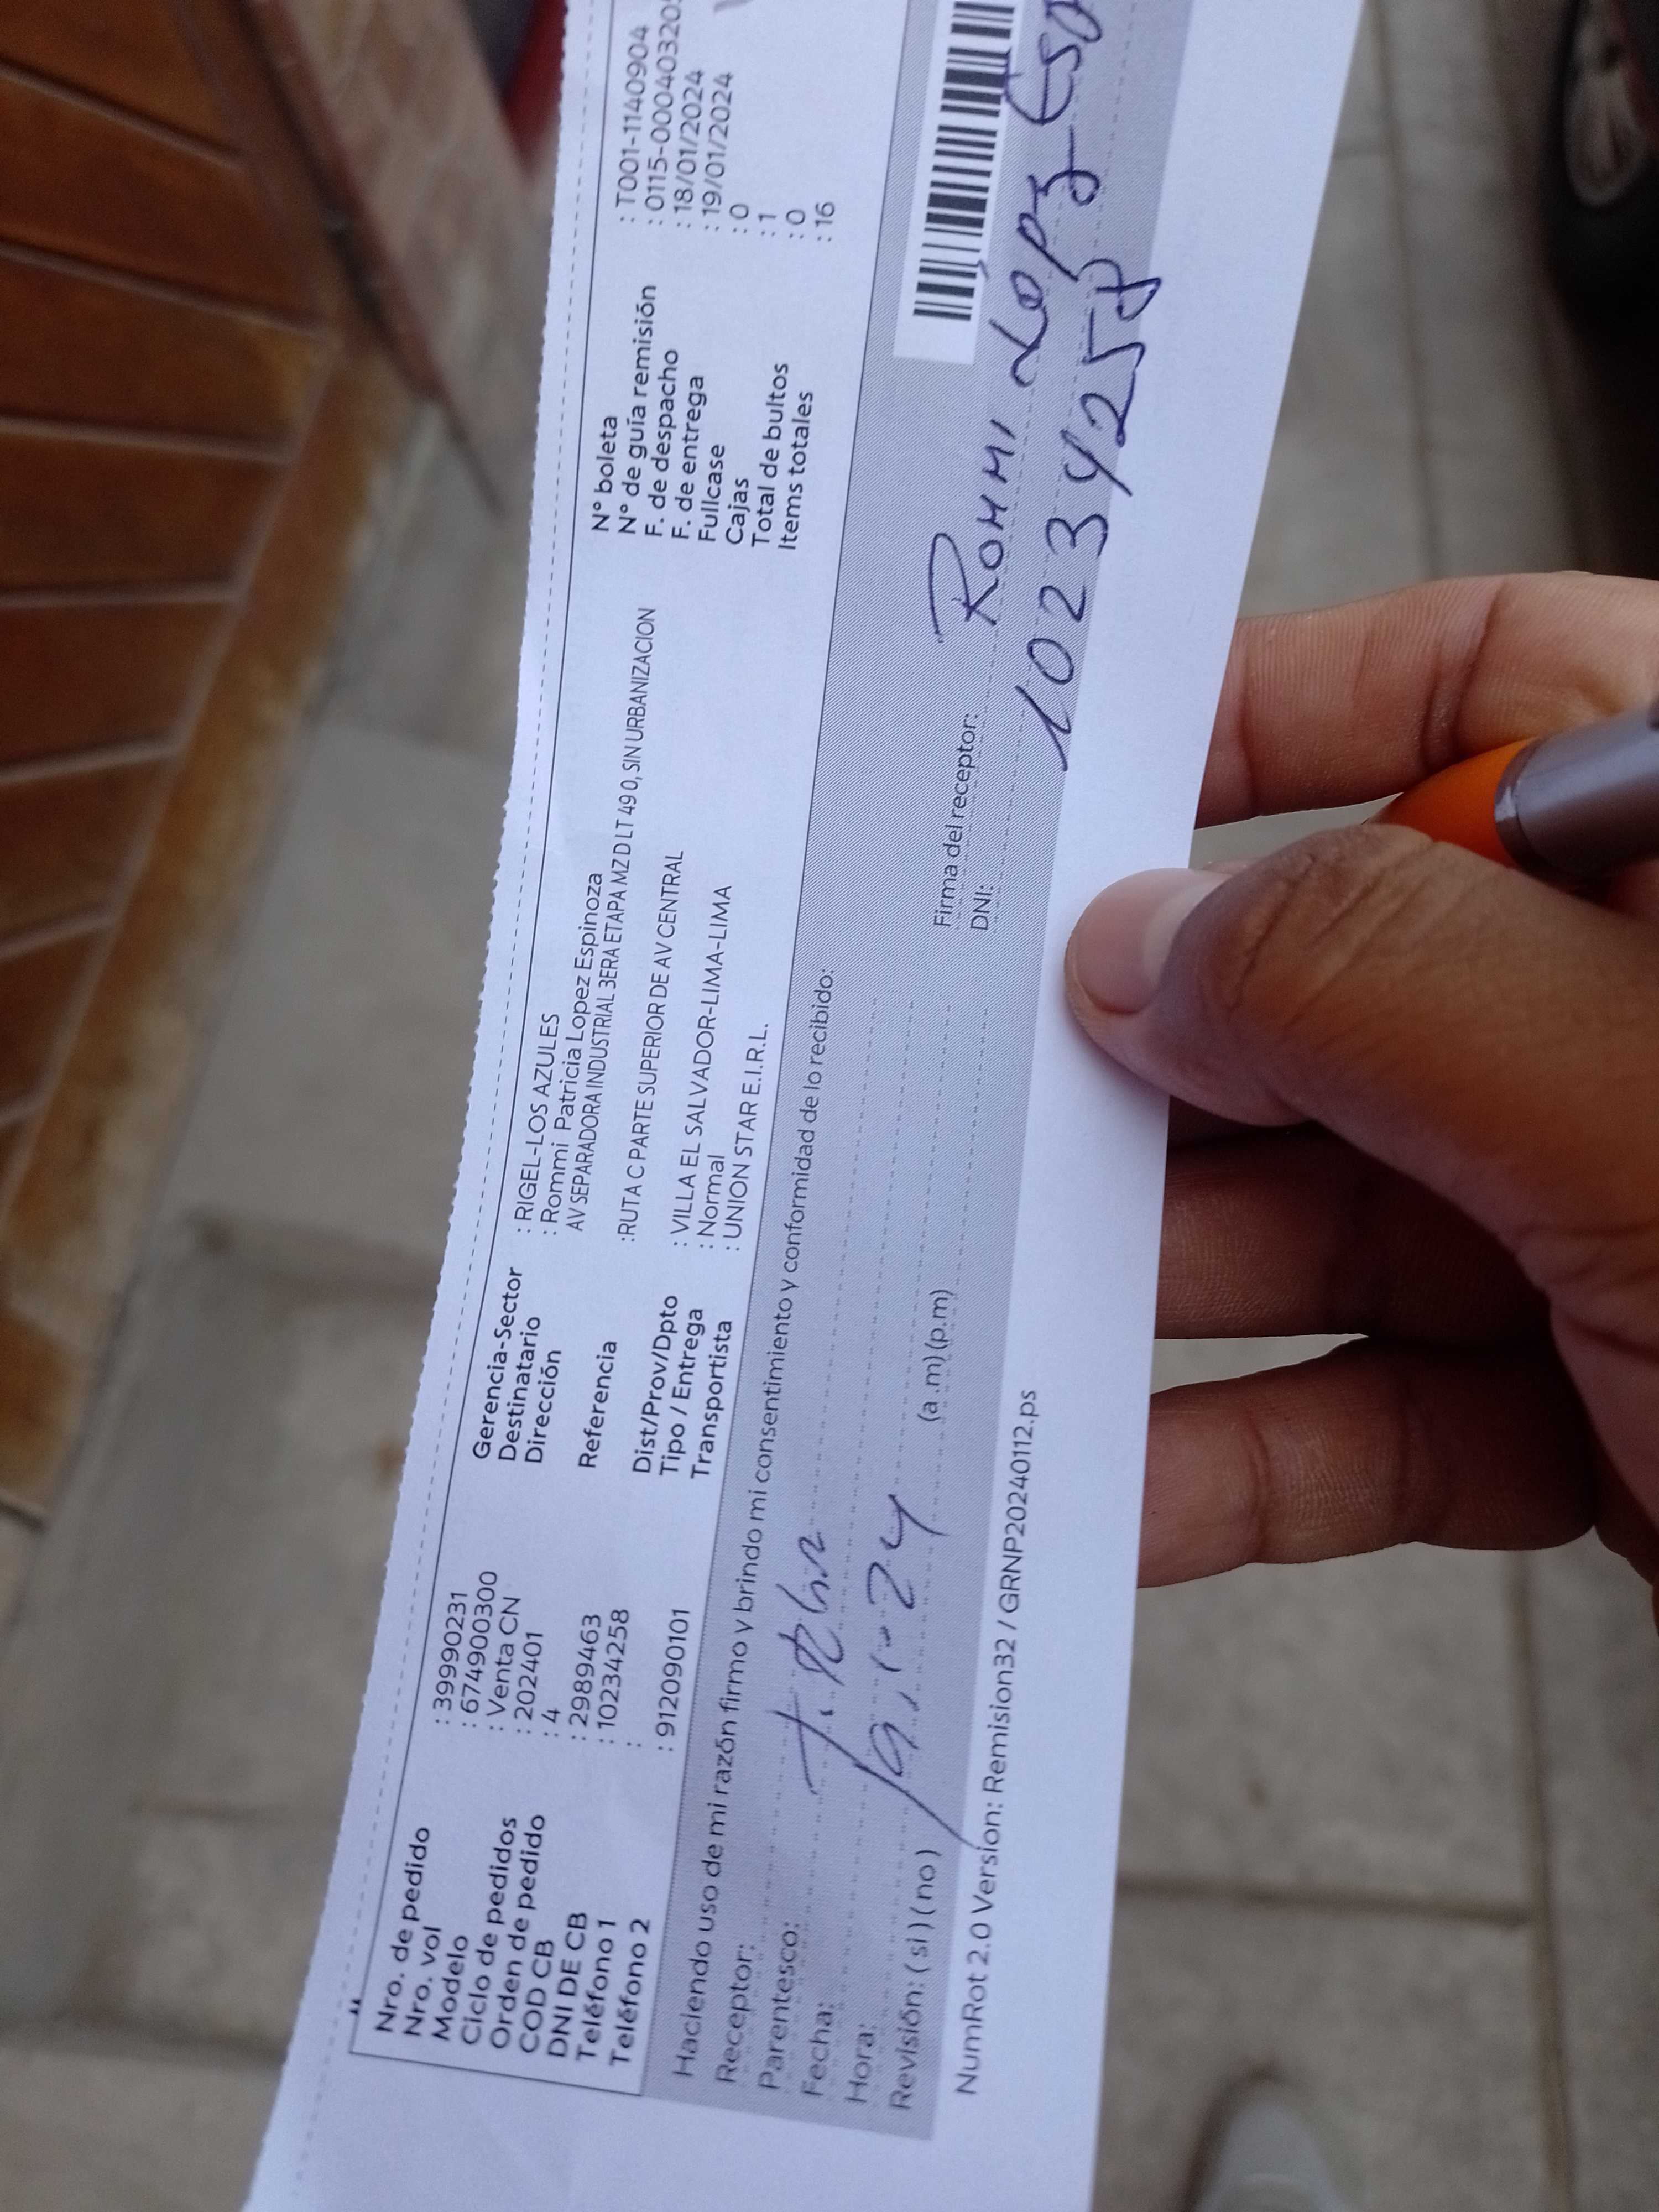 Nro. de pedido : 39990231
Nro. vol : 674900300
Modelo : Venta CN
Ciclo de pedidos : 202401
Orden de pedido : 4
COD CB : 2989463
DNI DE CB : 10234258
Teléfono 1 :
Teléfono 2 : 912090101
Gerencia-Sector : RIGEL-LOS AZULES
Destinatario : Rommi Patricia Lopez Espinoza
Dirección AV SEPARADORA INDUSTRIAL 3ERA ETAPA MZ D LT 49 0, SIN URBANIZACION
Referencia :RUTA C PARTE SUPERIOR DE AV CENTRAL
Dist/Prov/Dpto : VILLA EL SALVADOR-LIMA-LIMA
Tipo / Entrega : Normal
Transportista : UNION STAR E.I.R.L.
N° boleta : T001-1140904
N° de guía remisión : 0115-000403205
F. de despacho : 18/01/2024
F. de entrega : 19/01/2024
Fullcase : 0
Cajas : 1
Total de bultos : 0
Items totales : 16
Haciendo uso de mi razón firmo y brindo mi consentimiento y conformidad de lo recibido:
Receptor:
Parentesco:
Fecha: 19.1.24
Hora: (a.m) (p.m)
Revisión: ( si ) ( no )
Firma del receptor: Rommi Lopez
DNI: 10234258
NumRot 2.0 Version: Remision32 / GRNP20240112.ps